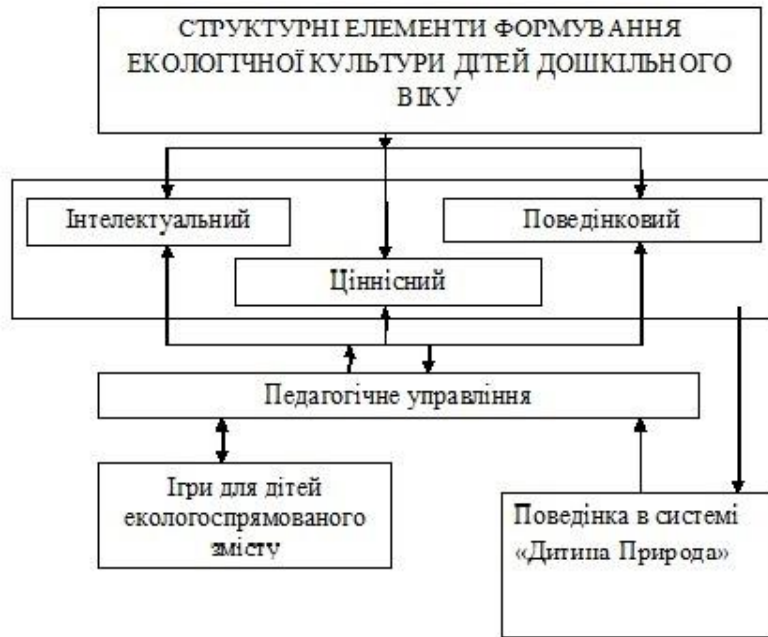 СТРУКТУРНІ ЕЛЕМЕНТИ ФОРМУВАННЯ
ЕКОЛОГІЧНОЇ КУЛЬТУРИ ДІТЕЙ ДОШКІЛЬНОГО
ВІКУ
Інтелектуальний
Поведінковий
Ціннісний
Педагогічне управління
Ігри для дітей
екологоспрямованого
змісту
Поведінка в системі
«Дитина Природа»